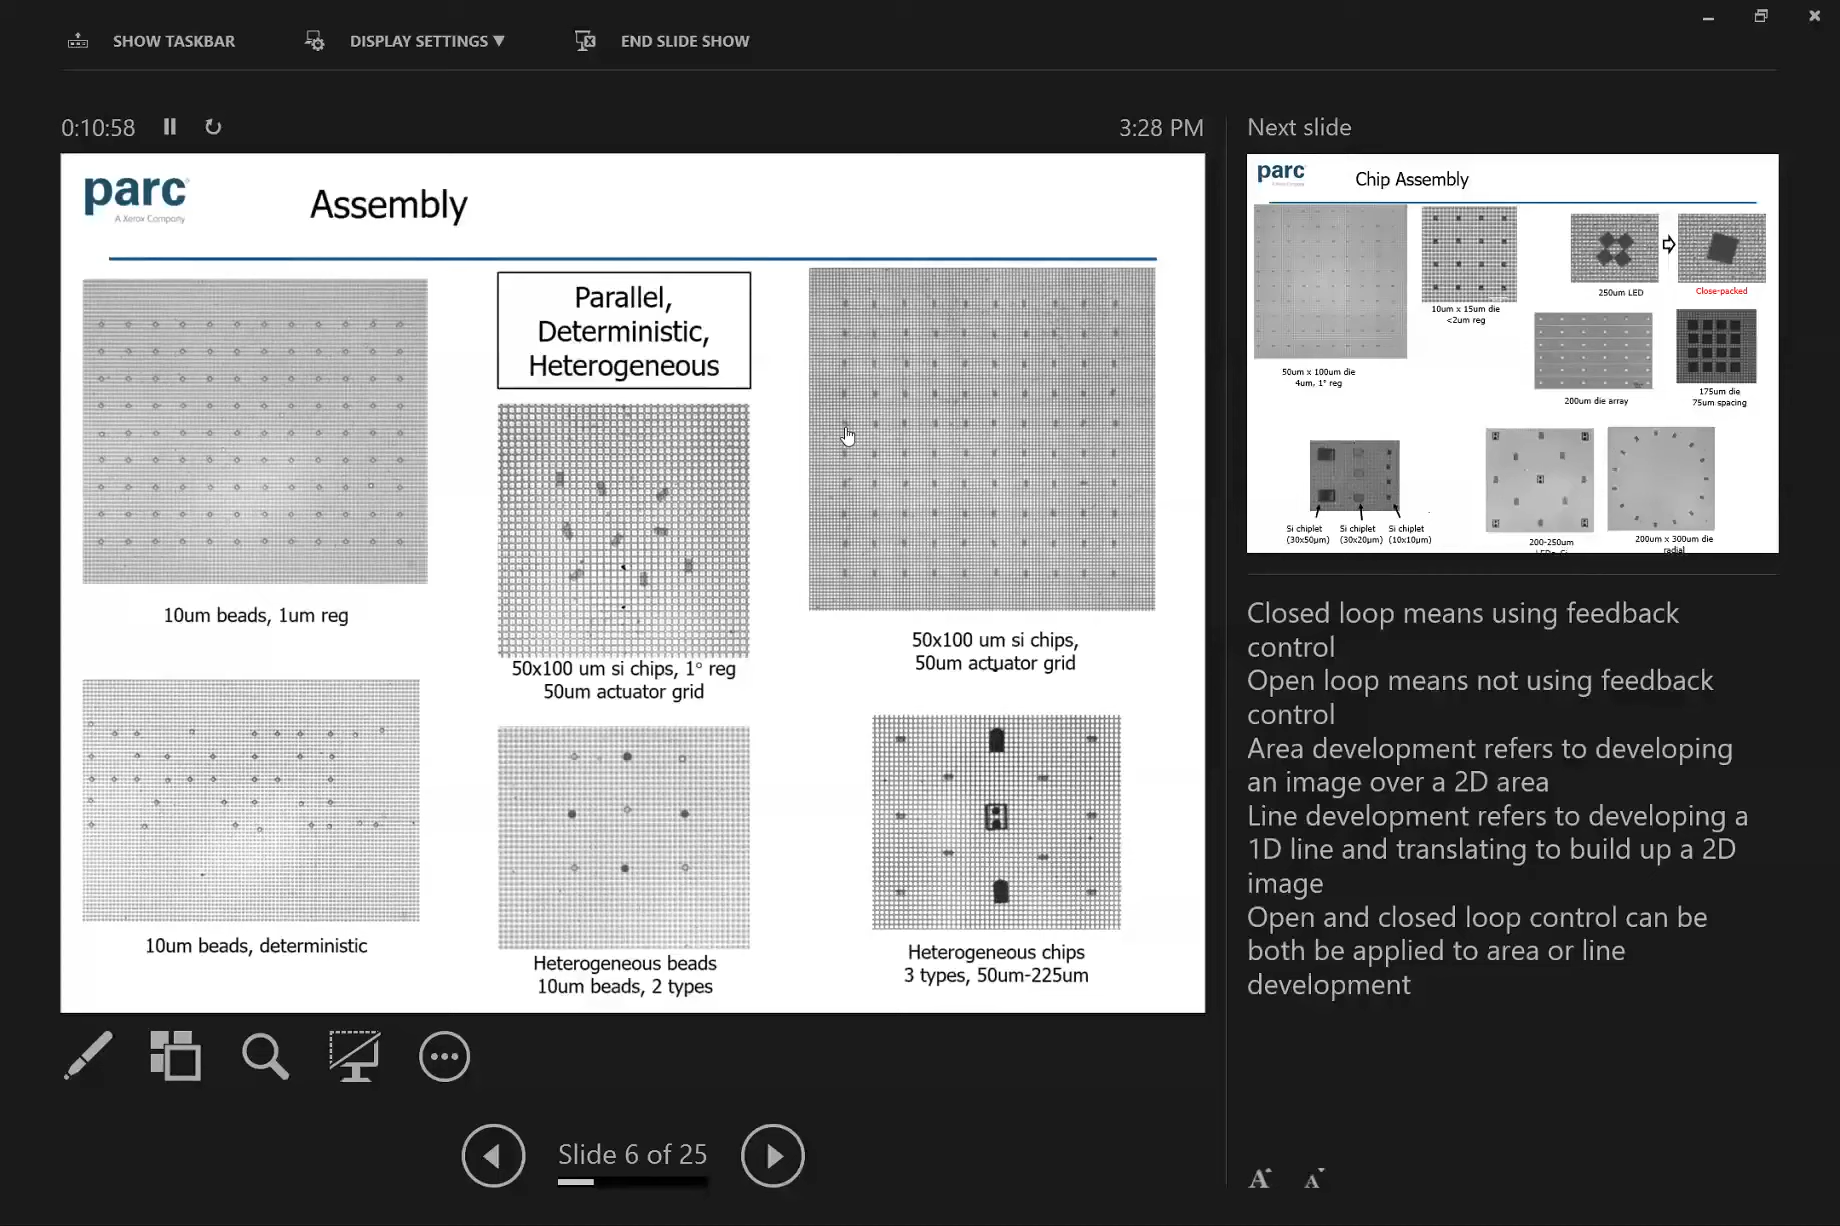 SHOW TASKBAR
DISPLAY SETTINGS ▼
END SLIDE SHOW
0:10:58
3:28 PM
Next slide
parc
A Xerox Company
Assembly
Parallel,
Deterministic,
Heterogeneous
10um beads, 1um reg
50x100 um si chips, 1° reg
50um actuator grid
50x100 um si chips,
50um actuator grid
10um beads, deterministic
Heterogeneous beads
10um beads, 2 types
Heterogeneous chips
3 types, 50um-225um
parc
A Xerox Company
Chip Assembly
50um x 100um die
4um, 1° reg
10um x 15um die
<2um reg
250um LED
Close-packed
200um die array
175um die
75um spacing
Si chiplet
(30x50μm)
Si chiplet
(30x20μm)
Si chiplet
(10x10μm)
200-250um
200um x 300um die
radial
Closed loop means using feedback
control
Open loop means not using feedback
control
Area development refers to developing
an image over a 2D area
Line development refers to developing a
1D line and translating to build up a 2D
image
Open and closed loop control can be
both be applied to area or line
development
Slide 6 of 25
A
A